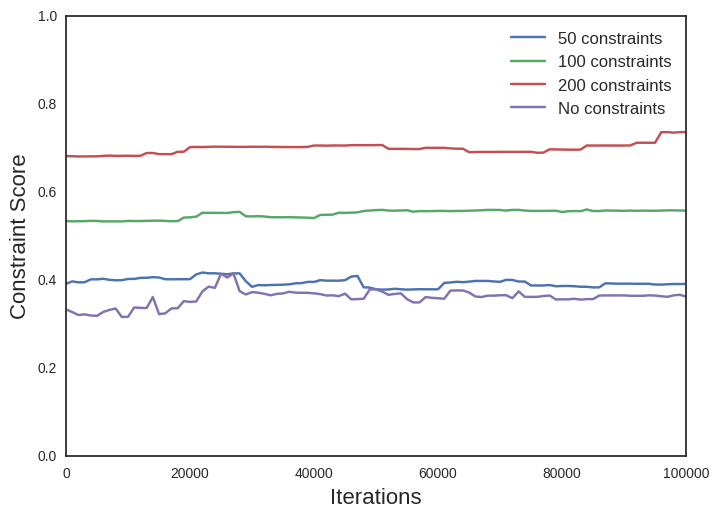 1.0
0.8
0.6
0.4
0.2
0.0
Constraint Score
50 constraints
100 constraints
200 constraints
No constraints
0 20000 40000 60000 80000 100000
Iterations